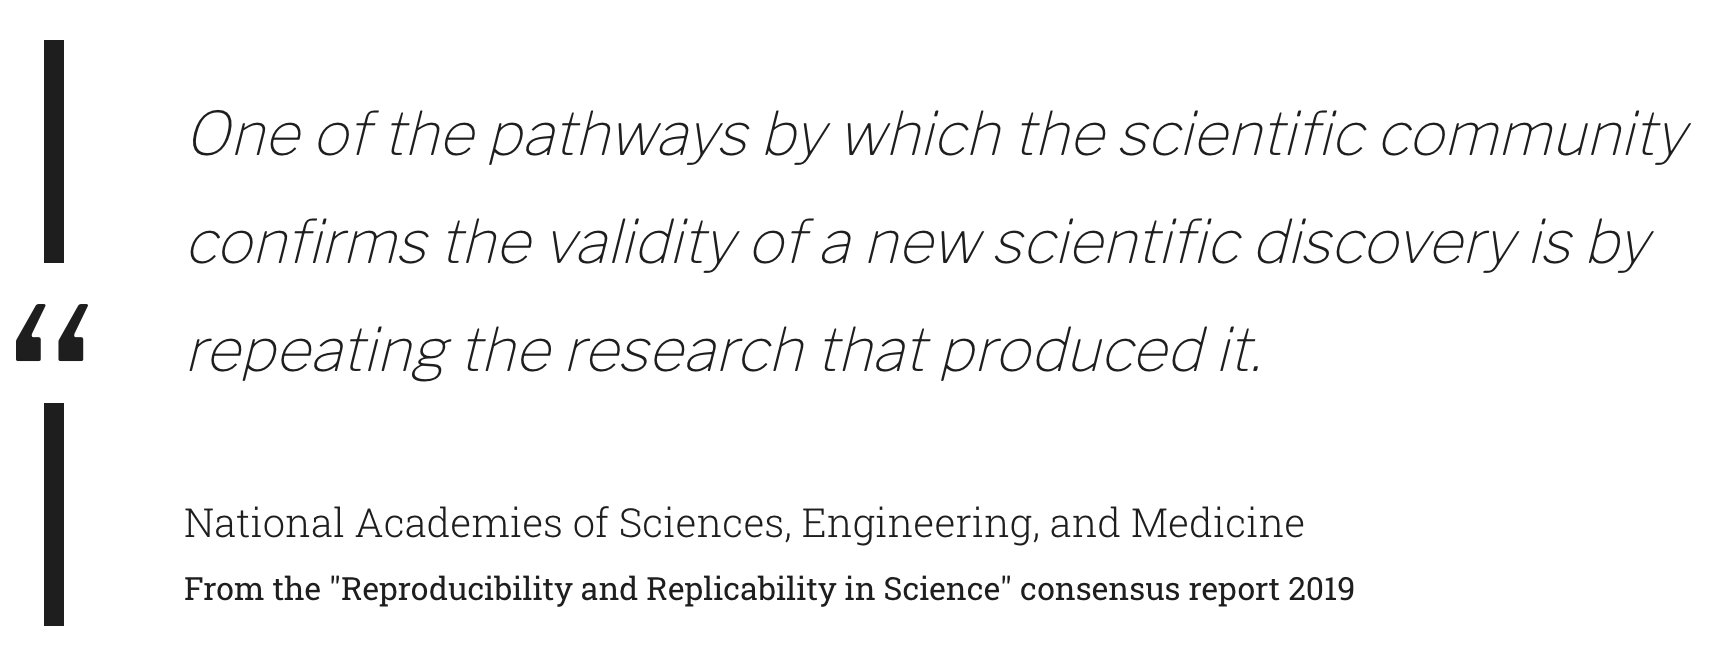 “
One of the pathways by which the scientific community
confirms the validity of a new scientific discovery is by
repeating the research that produced it.
National Academies of Sciences, Engineering, and Medicine
From the "Reproducibility and Replicability in Science" consensus report 2019